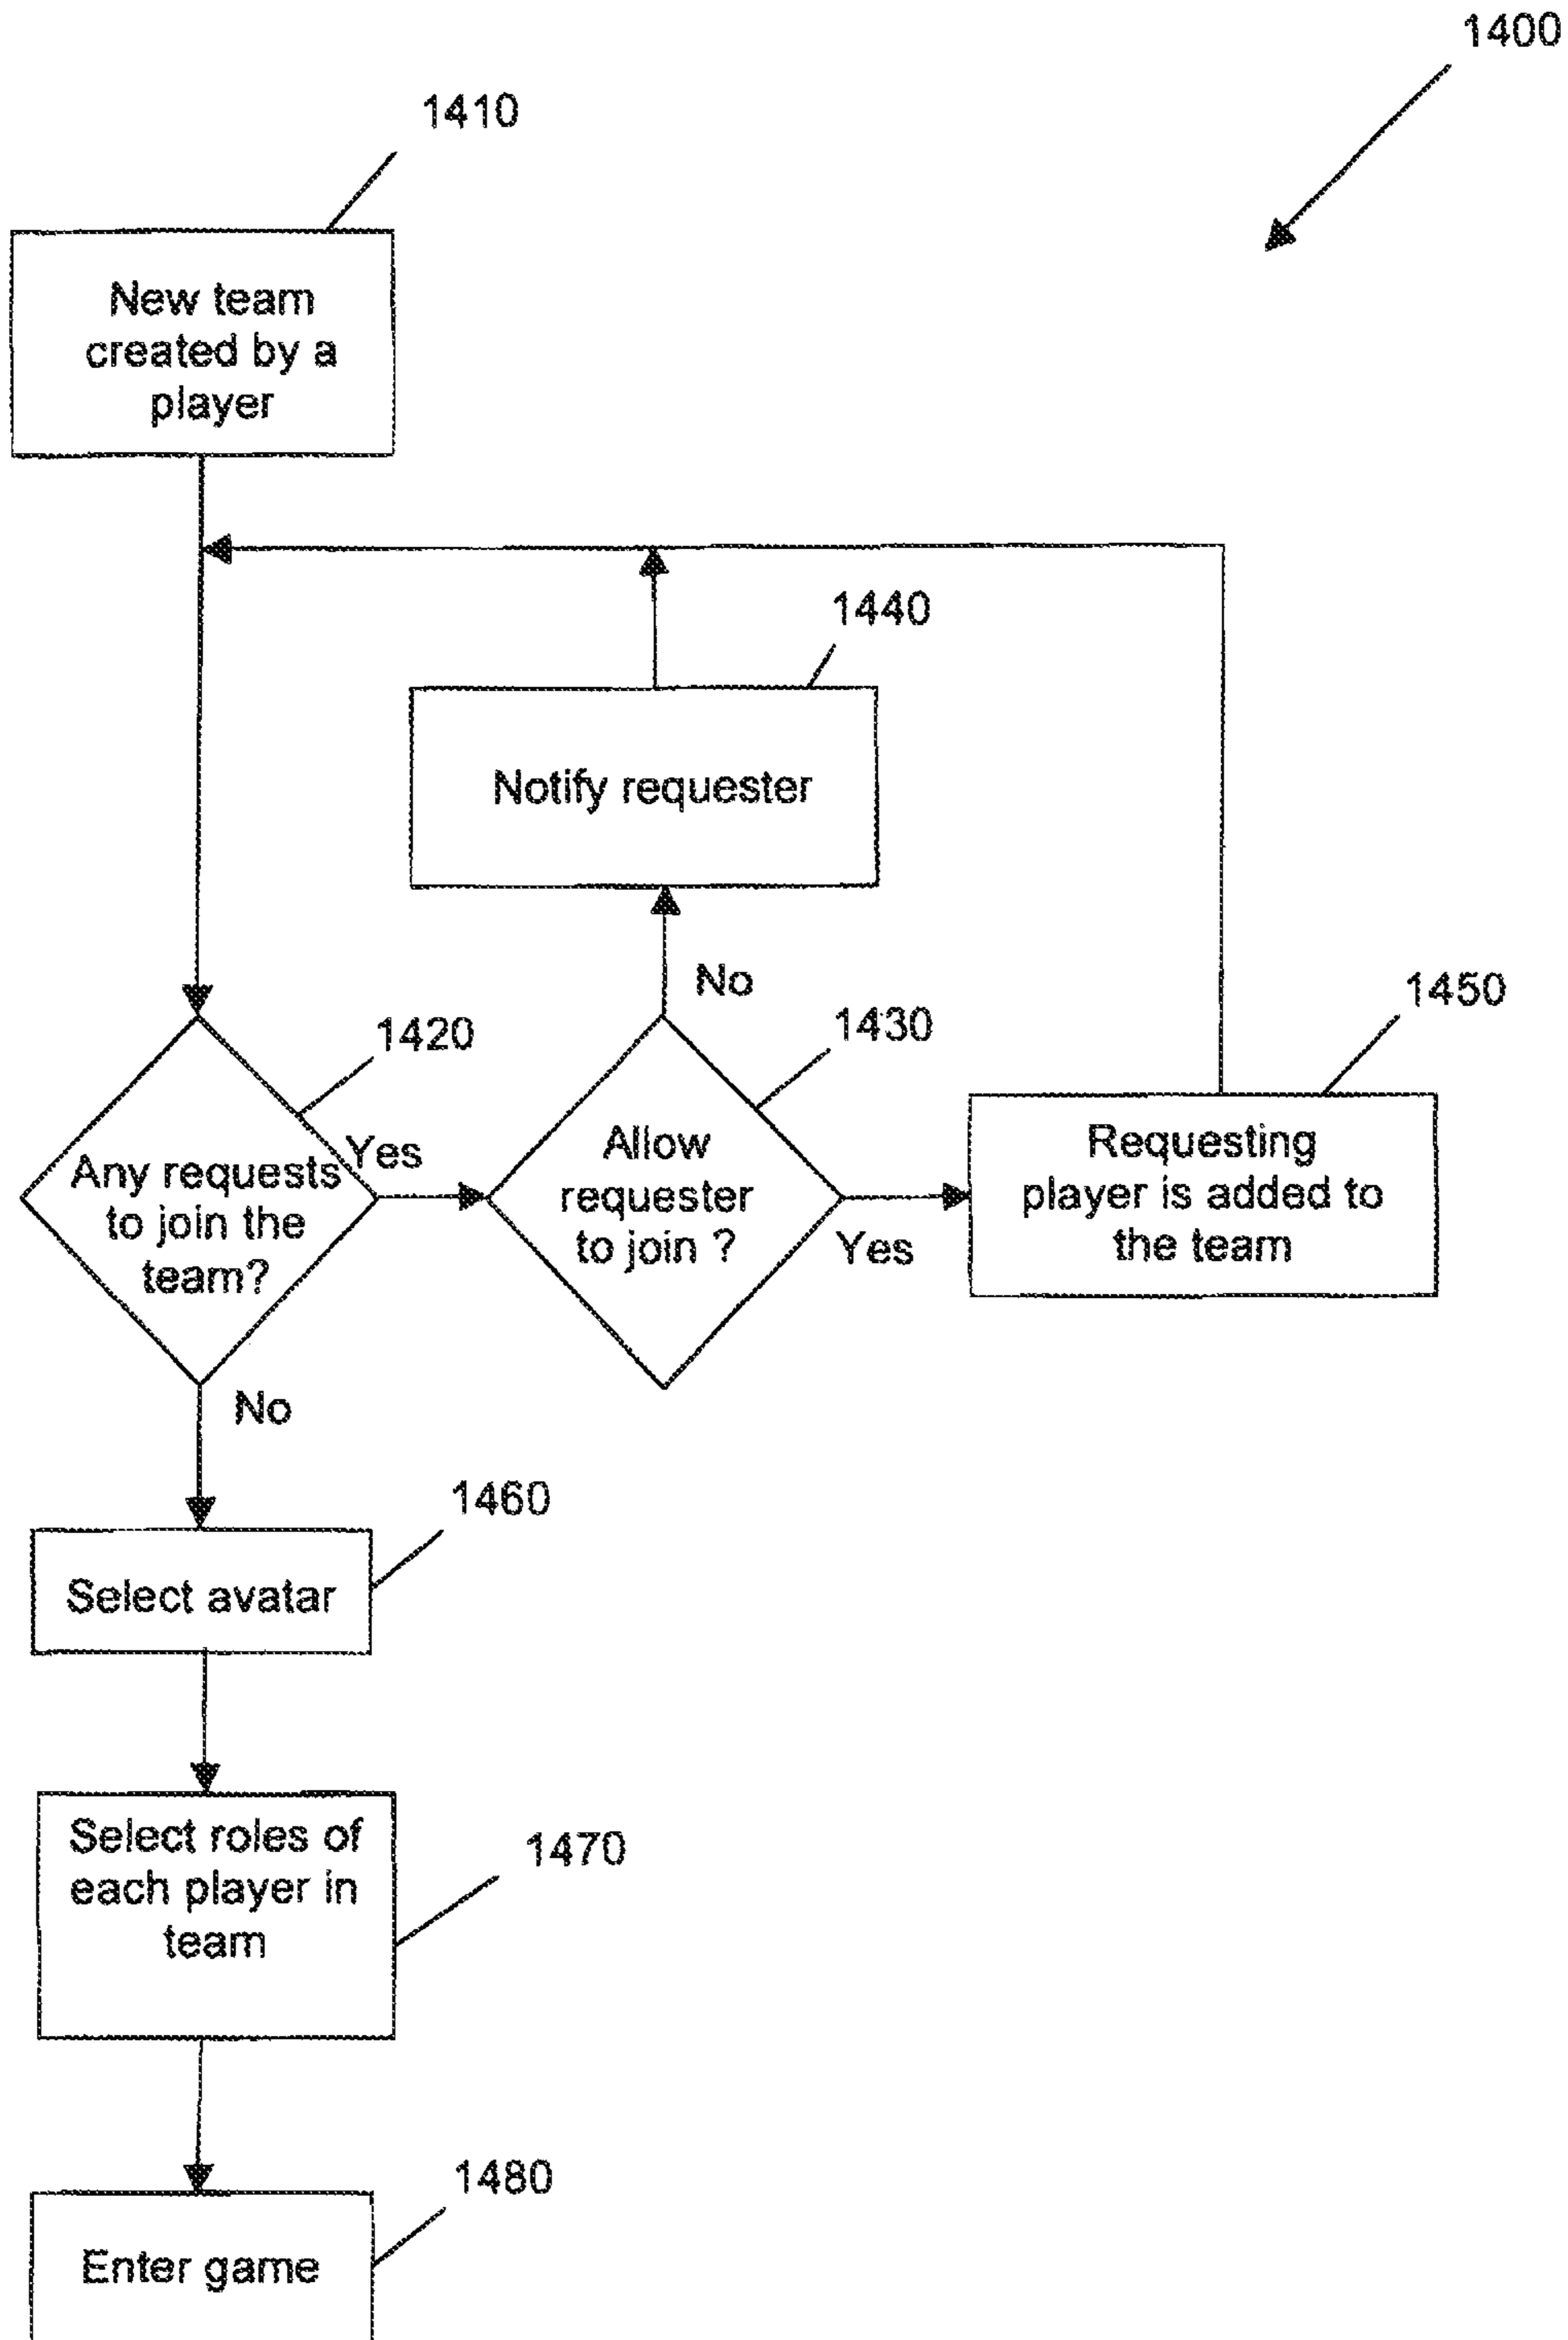 1400
1410
New team
created by a
player
1440
Notify requester
No
1450
1420
1430
Yes
Any requests
to join the
team?
Allow
requester
to join ?
Yes
Requesting
player is added to
the team
No
1460
Select avatar
1470
Select roles of
each player in
team
1480
Enter game